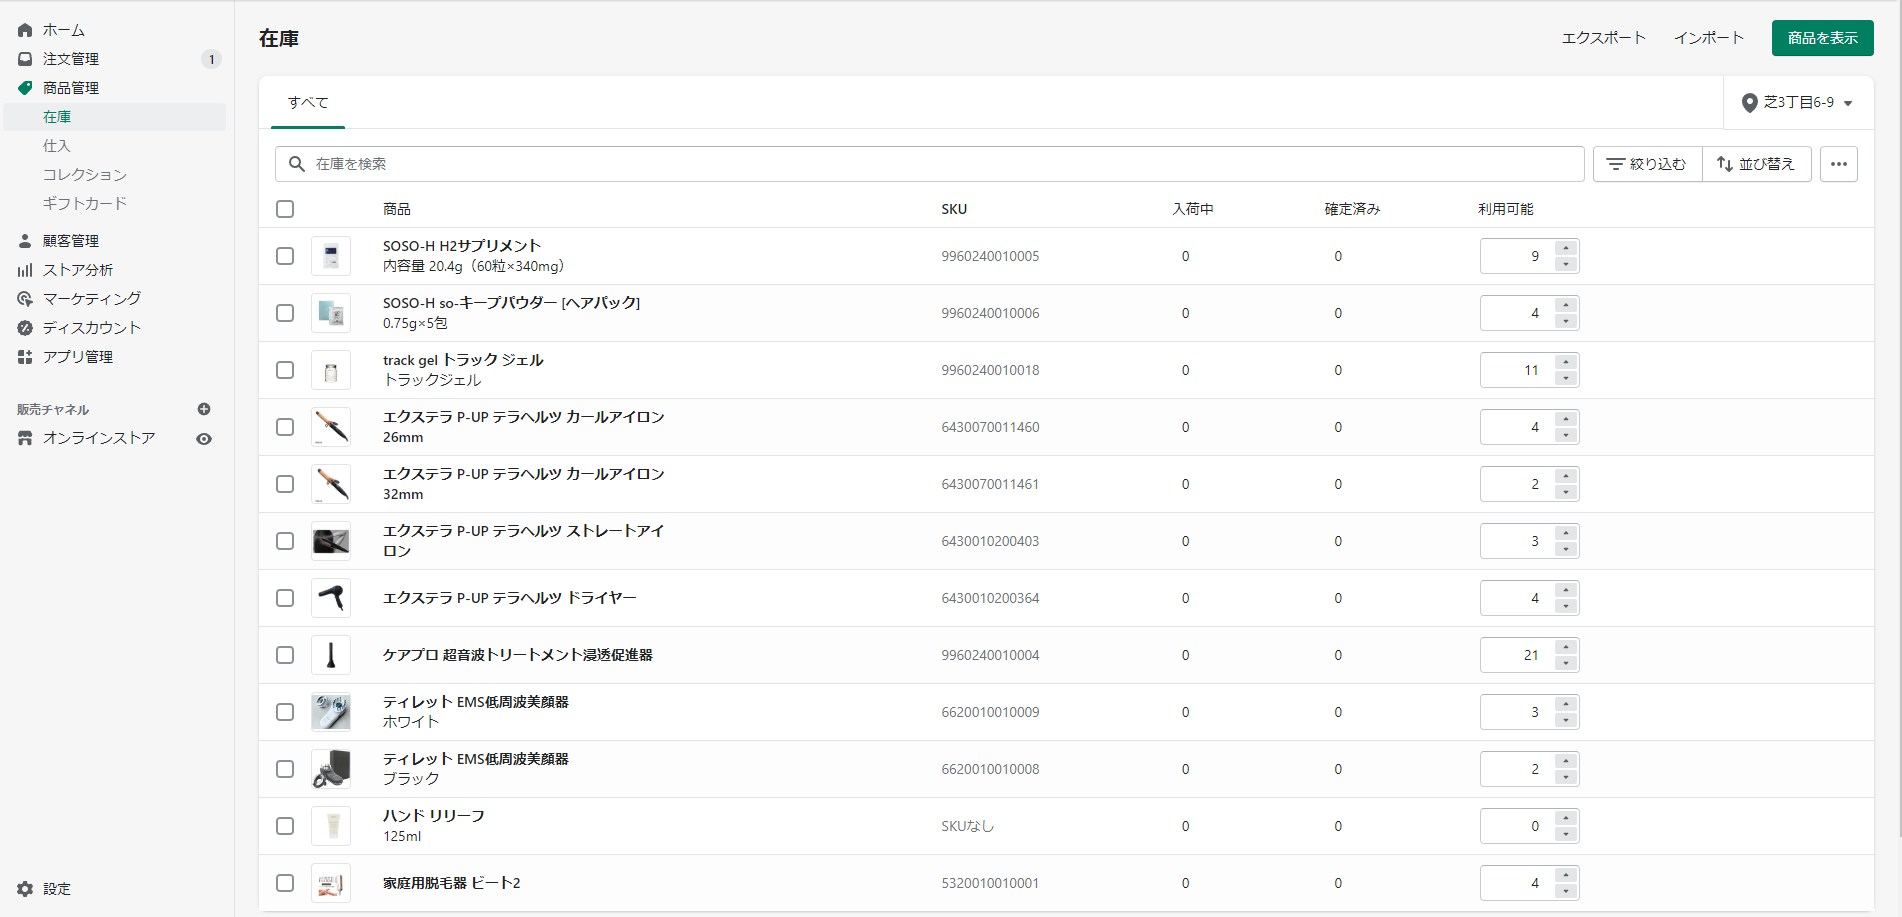 ホーム
注文管理
1
商品管理
在庫
仕入
コレクション
ギフトカード
顧客管理
ストア分析
マーケティング
ディスカウント
アプリ管理
販売チャネル
オンラインストア
設定
在庫
エクスポート
インポート
商品を表示
すべて
芝3丁目6-9
在庫を検索
絞り込む
並び替え
商品 SKU 入荷中 確定済み 利用可能
SOSO-H H2サプリメント
内容量 20.4g（60粒×340mg）
9960240010005 0 0 9
SOSO-H so-キープパウダー [ヘアパック]
0.75g×5包
9960240010006 0 0 4
track gel トラック ジェル
トラックジェル
9960240010018 0 0 11
エクステラ P-UP テラヘルツ カールアイロン
26mm
6430070011460 0 0 4
エクステラ P-UP テラヘルツ カールアイロン
32mm
6430070011461 0 0 2
エクステラ P-UP テラヘルツ ストレートアイ
ロン
6430010200403 0 0 3
エクステラ P-UP テラヘルツ ドライヤー
6430010200364 0 0 4
ケアプロ 超音波トリートメント浸透促進器
9960240010004 0 0 21
ティレット EMS低周波美顔器
ホワイト
6620010010009 0 0 3
ティレット EMS低周波美顔器
ブラック
6620010010008 0 0 2
ハンド リリーフ
125ml
SKUなし 0 0 0
家庭用脱毛器 ビート2
5320010010001 0 0 4